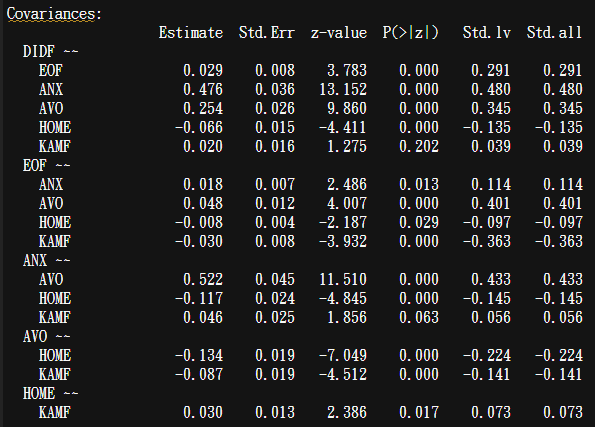 Covariances:
Estimate Std.Err z-value P(>|z|) Std.lv Std.all
DIDF ~~
EOF 0.029 0.008 3.783 0.000 0.291 0.291
ANX 0.476 0.036 13.152 0.000 0.480 0.480
AVO 0.254 0.026 9.860 0.000 0.345 0.345
HOME -0.066 0.015 -4.411 0.000 -0.135 -0.135
KAMF 0.020 0.016 1.275 0.202 0.039 0.039
EOF ~~
ANX 0.018 0.007 2.486 0.013 0.114 0.114
AVO 0.048 0.012 4.007 0.000 0.401 0.401
HOME -0.008 0.004 -2.187 0.029 -0.097 -0.097
KAMF -0.030 0.008 -3.932 0.000 -0.363 -0.363
ANX ~~
AVO 0.522 0.045 11.510 0.000 0.433 0.433
HOME -0.117 0.024 -4.845 0.000 -0.145 -0.145
KAMF 0.046 0.025 1.856 0.063 0.056 0.056
AVO ~~
HOME -0.134 0.019 -7.049 0.000 -0.224 -0.224
KAMF -0.087 0.019 -4.512 0.000 -0.141 -0.141
HOME ~~
KAMF 0.030 0.013 2.386 0.017 0.073 0.073